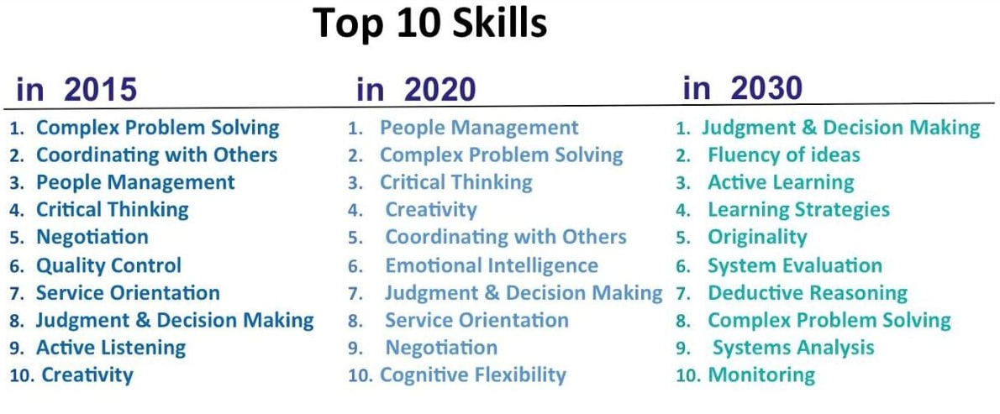 Top 10 Skills
in 2015
1. Complex Problem Solving
2. Coordinating with Others
3. People Management
4. Critical Thinking
5. Negotiation
6. Quality Control
7. Service Orientation
8. Judgment & Decision Making
9. Active Listening
10. Creativity
in 2020
1. People Management
2. Complex Problem Solving
3. Critical Thinking
4. Creativity
5. Coordinating with Others
6. Emotional Intelligence
7. Judgment & Decision Making
8. Service Orientation
9. Negotiation
10. Cognitive Flexibility
in 2030
1. Judgment & Decision Making
2. Fluency of ideas
3. Active Learning
4. Learning Strategies
5. Originality
6. System Evaluation
7. Deductive Reasoning
8. Complex Problem Solving
9. Systems Analysis
10. Monitoring